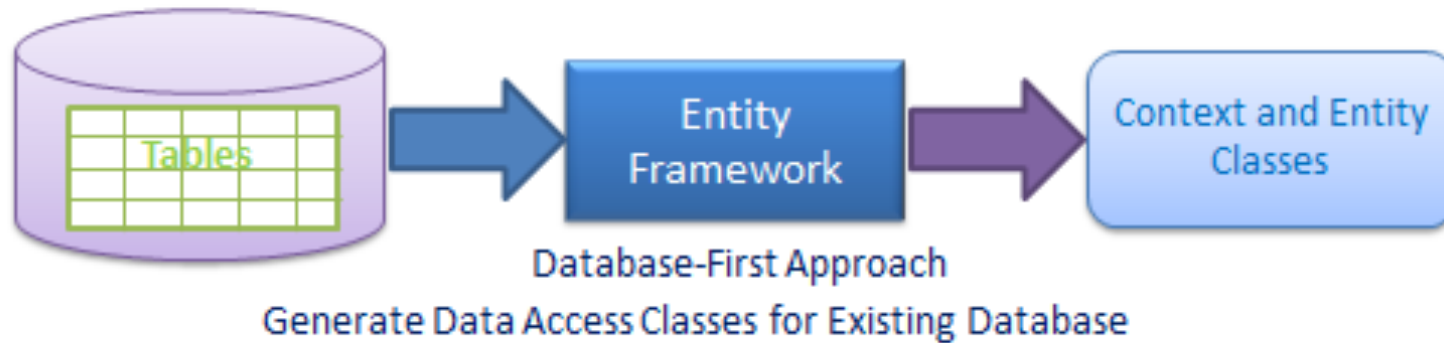 Tables
Entity
Framework
Context and Entity
Classes
Database-First Approach
Generate Data Access Classes for Existing Database